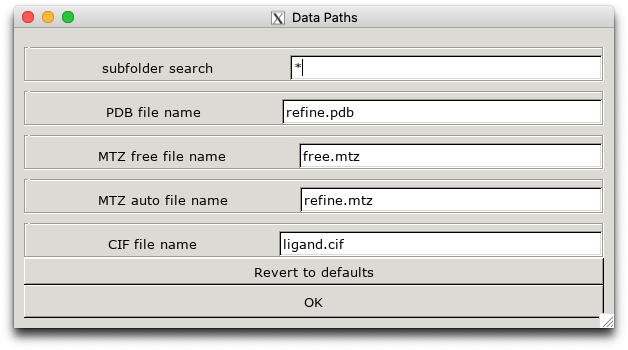 Data Paths
subfolder search *
PDB file name refine.pdb
MTZ free file name free.mtz
MTZ auto file name refine.mtz
CIF file name ligand.cif
Revert to defaults
OK